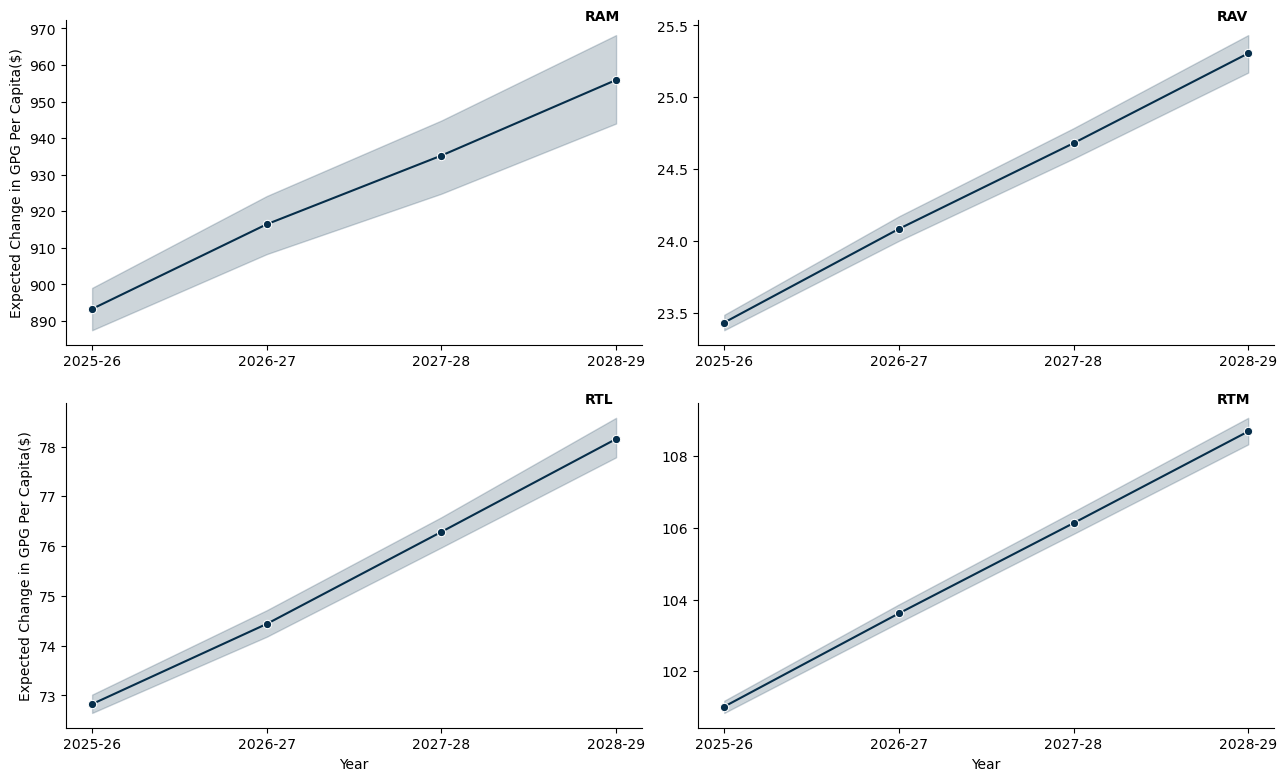 RAM
970
960
950
940
930
920
910
900
890
Expected Change in GPG Per Capita($)
2025-26 2026-27 2027-28 2028-29
RAV
25.5
25.0
24.5
24.0
23.5
2025-26 2026-27 2027-28 2028-29
RTL
78
77
76
75
74
73
Expected Change in GPG Per Capita($)
2025-26 2026-27 2027-28 2028-29
Year
RTM
108
106
104
102
2025-26 2026-27 2027-28 2028-29
Year